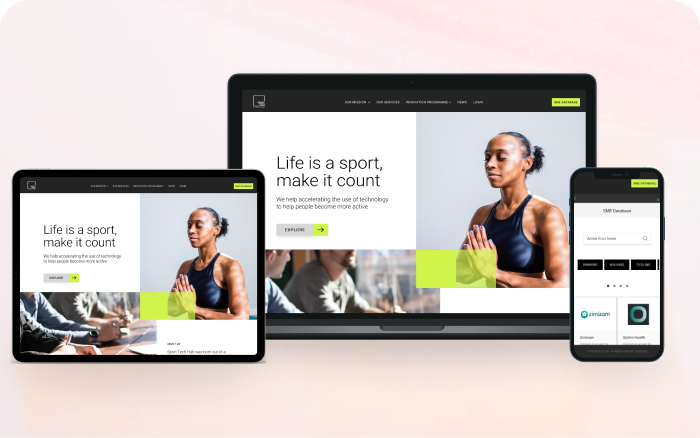 OUR MISSION
OUR SERVICES
INNOVATION PROGRAMME
NEWS
LOGIN
SME DATABASE
Life is a sport,
make it count
We help accelerating the use of technology
to help people become more active
EXPLORE
OUR MISSION
OUR SERVICES
INNOVATION PROGRAMME
NEWS
LOGIN
SME DATABASE
Life is a sport,
make it count
We help accelerating the use of technology
to help people become more active
EXPLORE
ABOUT US
Sport Tech Hub was born out of a
SME DATABASE
SME Database
Active from home
RUNNING
WALKING
CYCLING
zimizam
Zimizam
Sphere Health